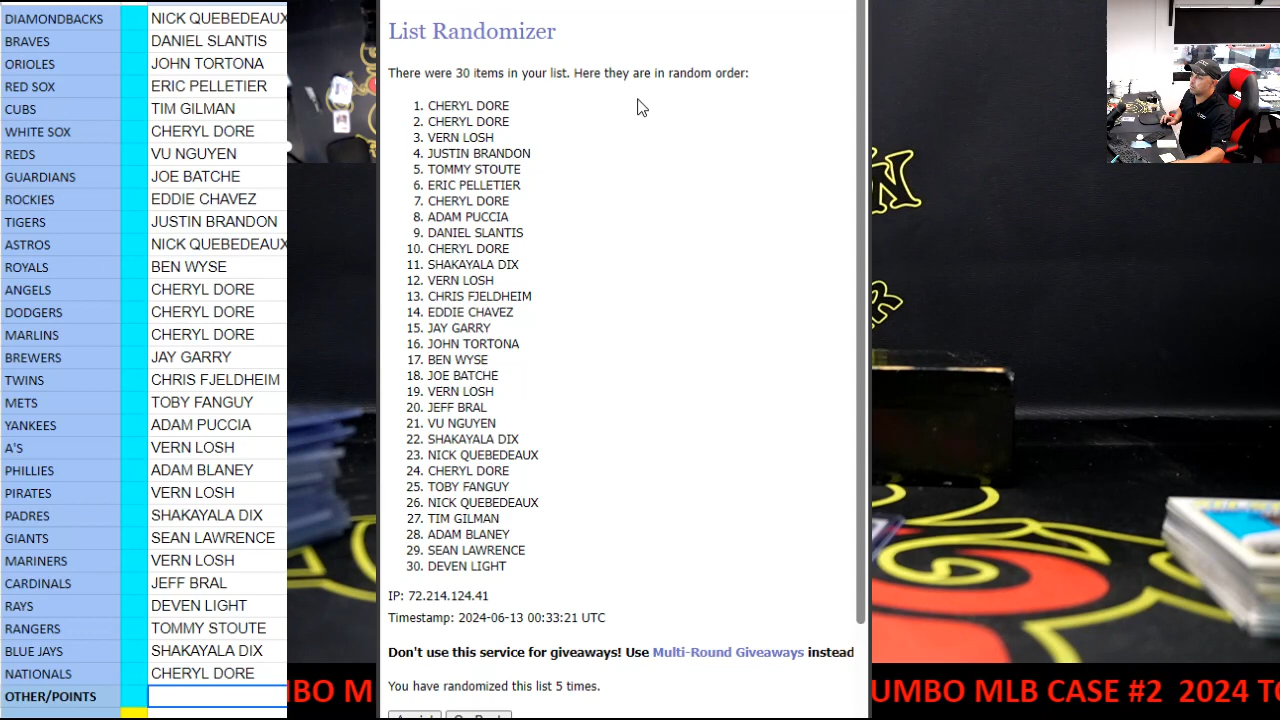 DIAMONDBACKS NICK QUEBEDEAUX
BRAVES DANIEL SLANTIS
ORIOLES JOHN TORTONA
RED SOX ERIC PELLETIER
CUBS TIM GILMAN
WHITE SOX CHERYL DORE
REDS VU NGUYEN
GUARDIANS JOE BATCHE
ROCKIES EDDIE CHAVEZ
TIGERS JUSTIN BRANDON
ASTROS NICK QUEBEDEAUX
ROYALS BEN WYSE
ANGELS CHERYL DORE
DODGERS CHERYL DORE
MARLINS CHERYL DORE
BREWERS JAY GARRY
TWINS CHRIS FJELDHEIM
METS TOBY FANGUY
YANKEES ADAM PUCCIA
A'S VERN LOSH
PHILLIES ADAM BLANEY
PIRATES VERN LOSH
PADRES SHAKAYALA DIX
GIANTS SEAN LAWRENCE
MARINERS VERN LOSH
CARDINALS JEFF BRAL
RAYS DEVEN LIGHT
RANGERS TOMMY STOUTE
BLUE JAYS SHAKAYALA DIX
NATIONALS CHERYL DORE
OTHER/POINTS
List Randomizer
There were 30 items in your list. Here they are in random order:
1. CHERYL DORE
2. CHERYL DORE
3. VERN LOSH
4. JUSTIN BRANDON
5. TOMMY STOUTE
6. ERIC PELLETIER
7. CHERYL DORE
8. ADAM PUCCIA
9. DANIEL SLANTIS
10. CHERYL DORE
11. SHAKAYALA DIX
12. VERN LOSH
13. CHRIS FJELDHEIM
14. EDDIE CHAVEZ
15. JAY GARRY
16. JOHN TORTONA
17. BEN WYSE
18. JOE BATCHE
19. VERN LOSH
20. JEFF BRAL
21. VU NGUYEN
22. SHAKAYALA DIX
23. NICK QUEBEDEAUX
24. CHERYL DORE
25. TOBY FANGUY
26. NICK QUEBEDEAUX
27. TIM GILMAN
28. ADAM BLANEY
29. SEAN LAWRENCE
30. DEVEN LIGHT
IP: 72.214.124.41
Timestamp: 2024-06-13 00:33:21 UTC
Don't use this service for giveaways! Use Multi-Round Giveaways instead
You have randomized this list 5 times.
UMBO MLB CASE #2 2024 TO